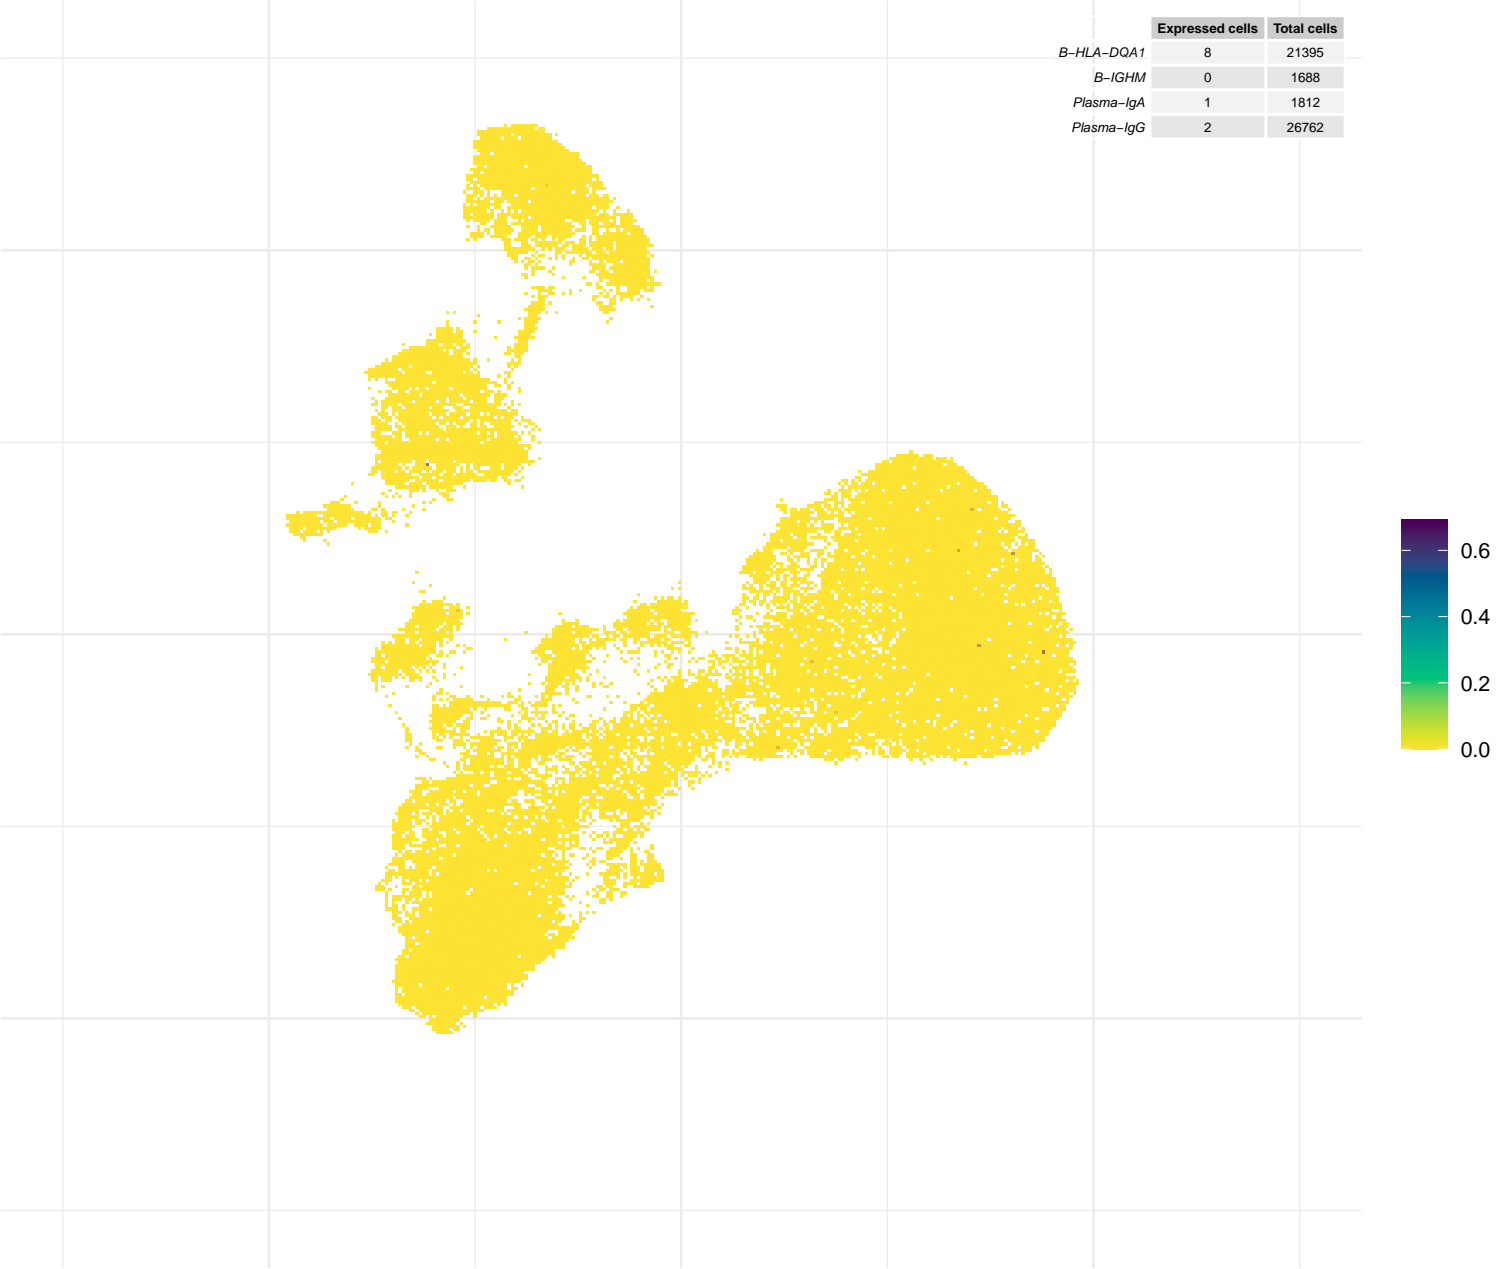 Expressed cells Total cells
B−HLA−DQA1 8 21395
B−IGHM 0 1688
Plasma−IgA 1 1812
Plasma−IgG 2 26762
0.6
0.4
0.2
0.0